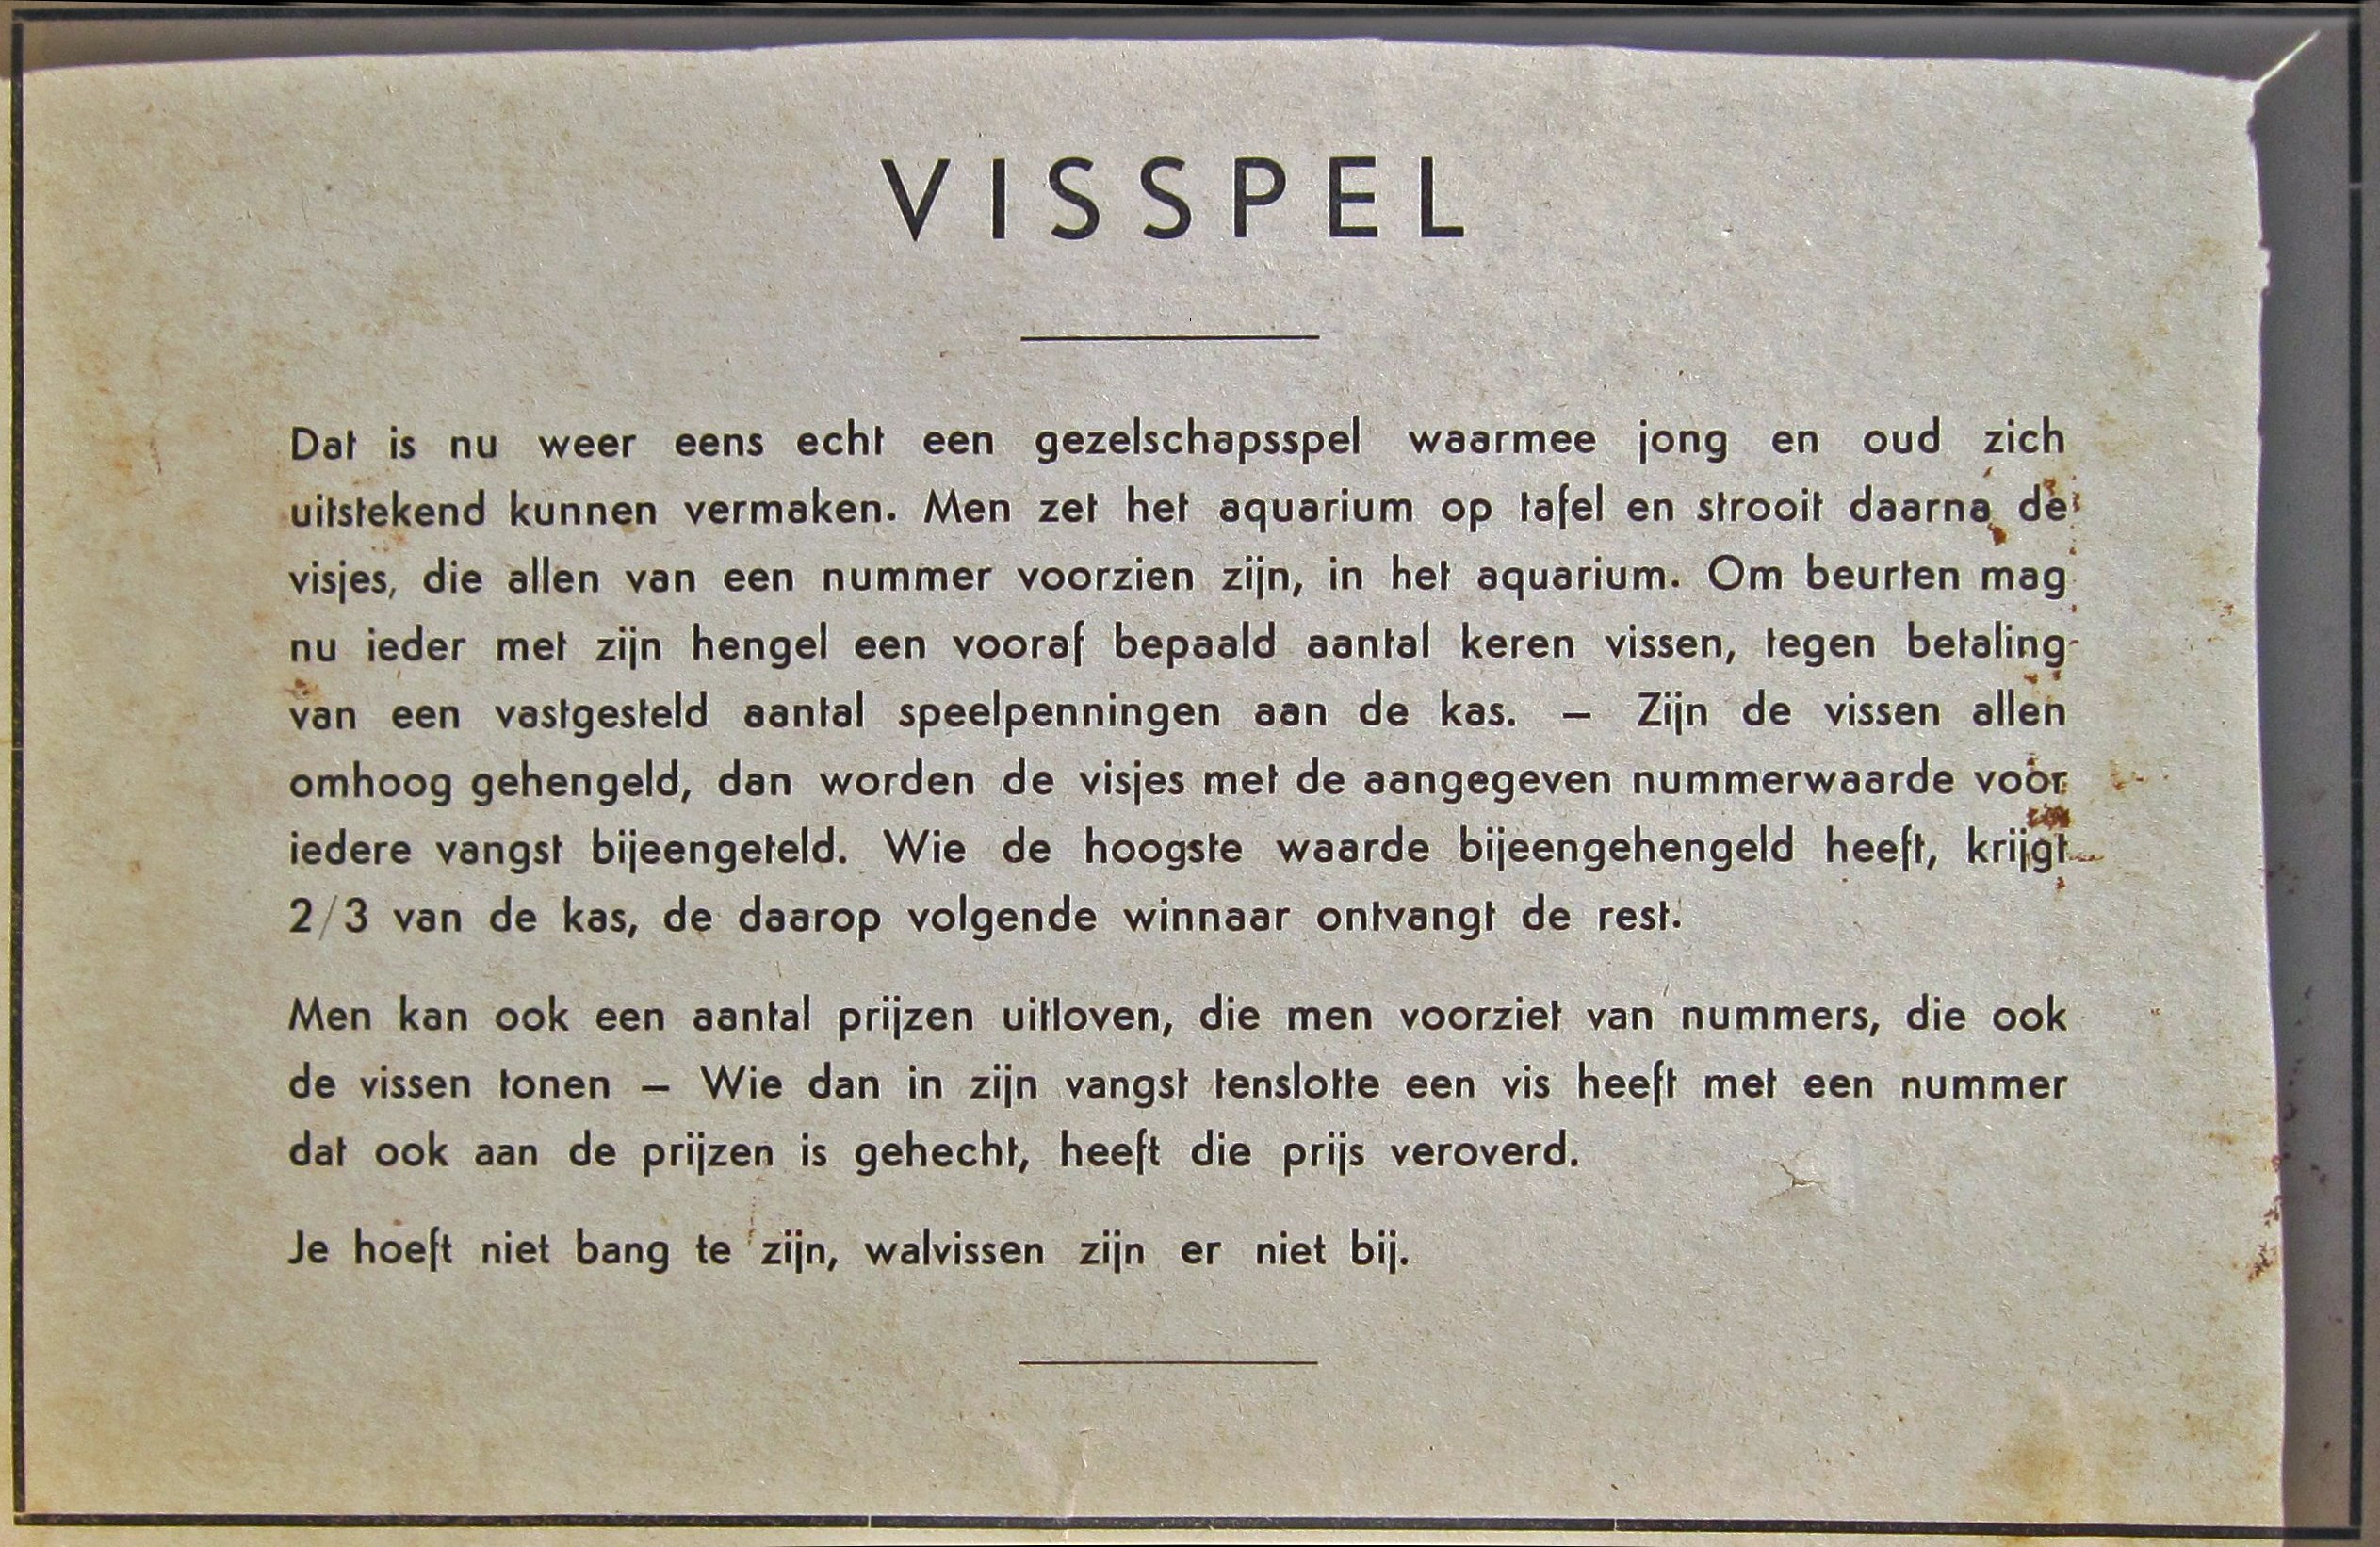 VISSPEL
Dat is nu weer eens echt een gezelschapsspel waarmee jong en oud zich
uitstekend kunnen vermaken. Men zet het aquarium op tafel en strooit daarna de
visjes, die allen van een nummer voorzien zijn, in het aquarium. Om beurten mag
nu ieder met zijn hengel een vooraf bepaald aantal keren vissen, tegen betaling
van een vastgesteld aantal speelpenningen aan de kas. — Zijn de vissen allen
omhoog gehengeld, dan worden de visjes met de aangegeven nummerwaarde voor
iedere vangst bijeengeteld. Wie de hoogste waarde bijeengehengeld heeft, krijgt
2/3 van de kas, de daarop volgende winnaar ontvangt de rest.
Men kan ook een aantal prijzen uitloven, die men voorziet van nummers, die ook
de vissen tonen — Wie dan in zijn vangst tenslotte een vis heeft met een nummer
dat ook aan de prijzen is gehecht, heeft die prijs veroverd.
Je hoeft niet bang te zijn, walvissen zijn er niet bij.